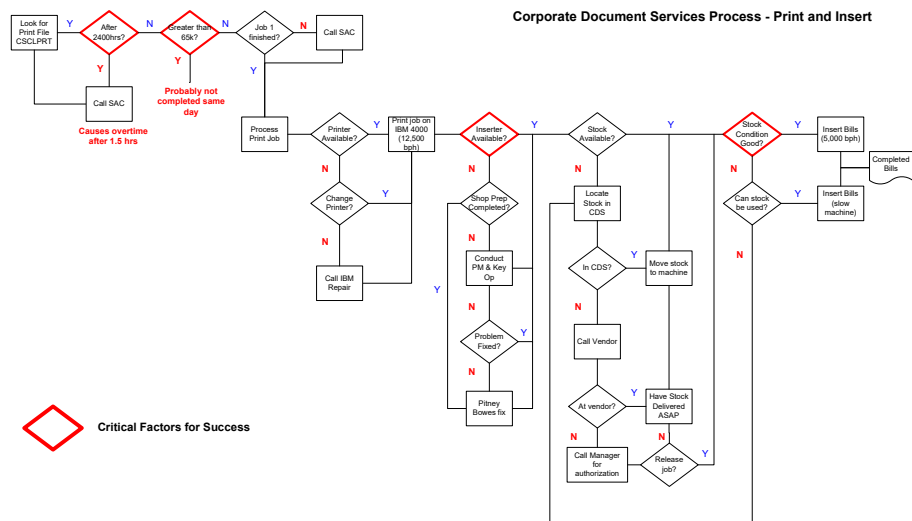 Corporate Document Services Process - Print and Insert
Look for
Print File
CSCLPRT
Y
After
2400hrs?
N
Greater than
65k?
N
Job 1
finished?
N
Call SAC
Y
Y
Y
Call SAC
Causes overtime
after 1.5 hrs
Probably not
completed same
day
Process
Print Job
Printer
Available?
Y
Print job on
IBM 4000
(12,500
bph)
Inserter
Available?
Y
Stock
Available?
Y
Y
Stock
Condition
Good?
Y
Insert Bills
(5,000 bph)
Completed
Bills
N
N
N
N
Change
Printer?
Y
Shop Prep
Completed?
Locate
Stock in
CDS
Can stock
be used?
Y
Insert Bills
(slow
machine)
N
N
N
Call IBM
Repair
Conduct
PM & Key
Op
In CDS?
Y
Move stock
to machine
Y
N
N
Problem
Fixed?
Y
Call Vendor
N
N
Pitney
Bowes fix
At vendor?
Y
Have Stock
Delivered
ASAP
N
N
Call Manager
for
authorization
Release
job?
Y
Critical Factors for Success